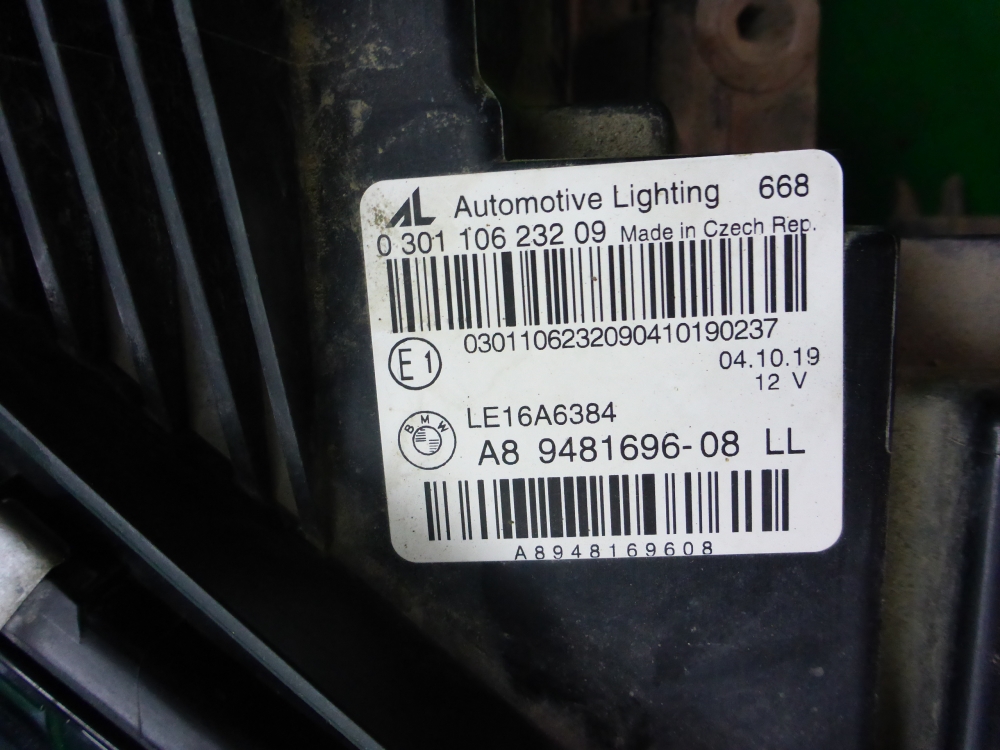 AL Automotive Lighting 668
0 301 106 232 09 Made in Czech Rep.
0301106232090410190237
E1 04.10.19
12 V
BMW LE16A6384
A8 9481696-08 LL
A8948169608